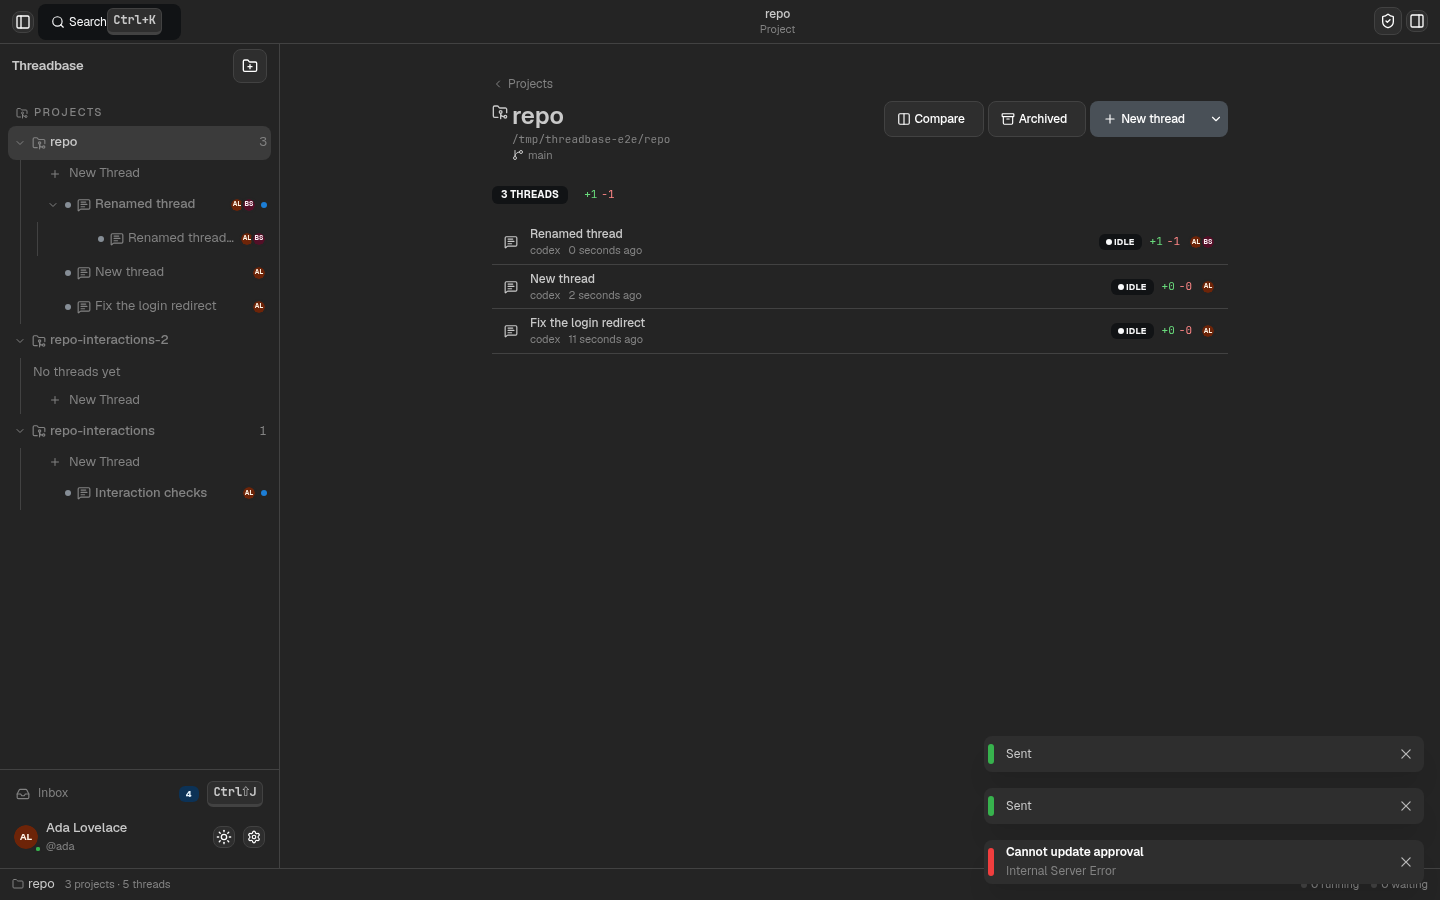 Search Ctrl+K
repo
Project
Threadbase
PROJECTS
repo 3
New Thread
Renamed thread AL BS
Renamed thread... AL BS
New thread AL
Fix the login redirect AL
repo-interactions-2
No threads yet
New Thread
repo-interactions 1
New Thread
Interaction checks AL
Inbox 4 Ctrl⇧J
AL Ada Lovelace
@ada
Projects
repo
/tmp/threadbase-e2e/repo
main
Compare Archived New thread
3 THREADS +1 -1
Renamed thread
codex 0 seconds ago
IDLE +1 -1 AL BS
New thread
codex 2 seconds ago
IDLE +0 -0 AL
Fix the login redirect
codex 11 seconds ago
IDLE +0 -0 AL
Sent
Sent
Cannot update approval
Internal Server Error
repo 3 projects · 5 threads
0 running 0 waiting